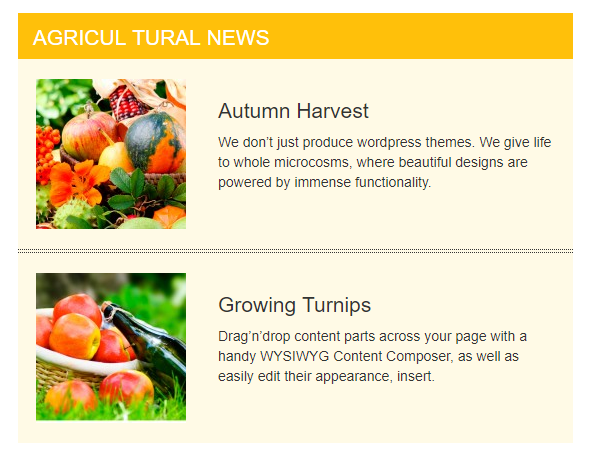 AGRICUL TURAL NEWS
Autumn Harvest
We don’t just produce wordpress themes. We give life
to whole microcosms, where beautiful designs are
powered by immense functionality.
Growing Turnips
Drag’n’drop content parts across your page with a
handy WYSIWYG Content Composer, as well as
easily edit their appearance, insert.